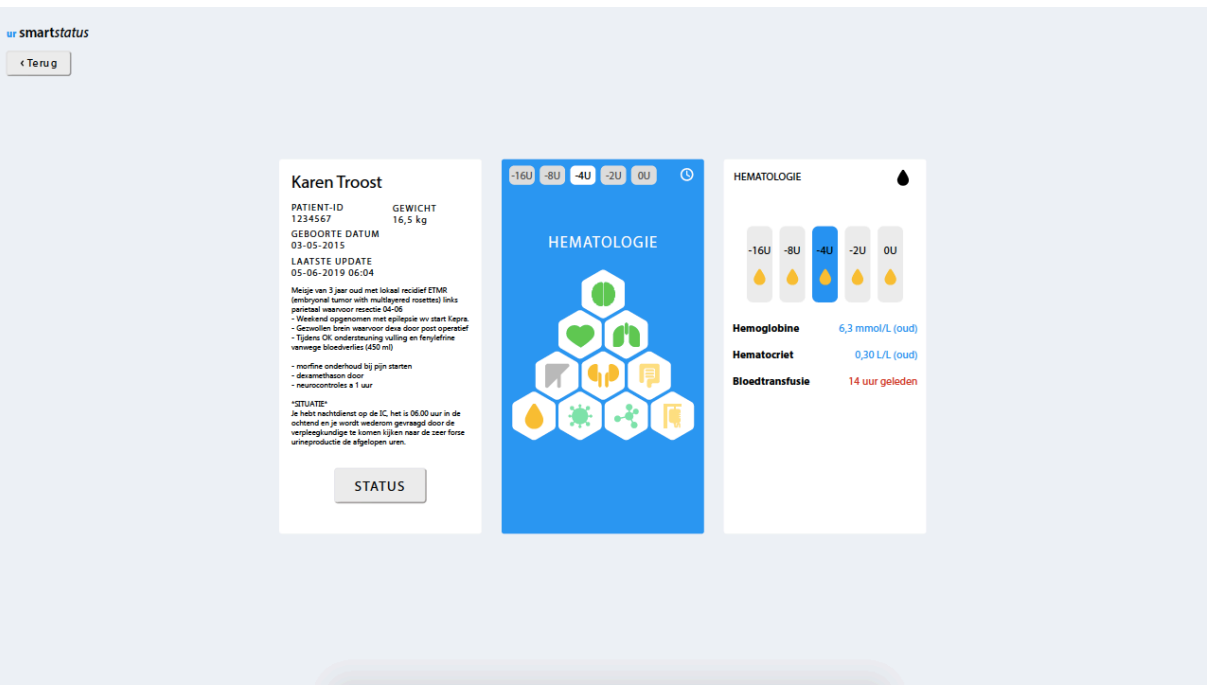 ur smartstatus
‹ Terug
Karen Troost
PATIENT-ID
1234567
GEWICHT
16,5 kg
GEBOORTE DATUM
03-05-2015
LAATSTE UPDATE
05-06-2019 06:04
Meisje van 3 jaar oud met lokaal recidief ETMR
(embryonal tumor with multlayered rosettes) links
parietaal waarvoor resectie 04-06
- Weekend opgenomen met epilepsie wv start Kepra.
- Gezwollen brein waarvoor dexa door post operatief
- Tijdens OK ondersteuning vulling en fenylefrine
vanwege bloedverlies (450 ml)
- morfine onderhoud bij pijn starten
- dexamethason door
- neurocontroles a 1 uur
*SITUATIE*
Je hebt nachtdienst op de IC, het is 06.00 uur in de
ochtend en je wordt wederom gevraagd door de
verpleegkundige te komen kijken naar de zeer forse
urineproductie de afgelopen uren.
STATUS
-16U -8U -4U -2U 0U
HEMATOLOGIE
HEMATOLOGIE
-16U -8U -4U -2U 0U
Hemoglobine 6,3 mmol/L (oud)
Hematocriet 0,30 L/L (oud)
Bloedtransfusie 14 uur geleden